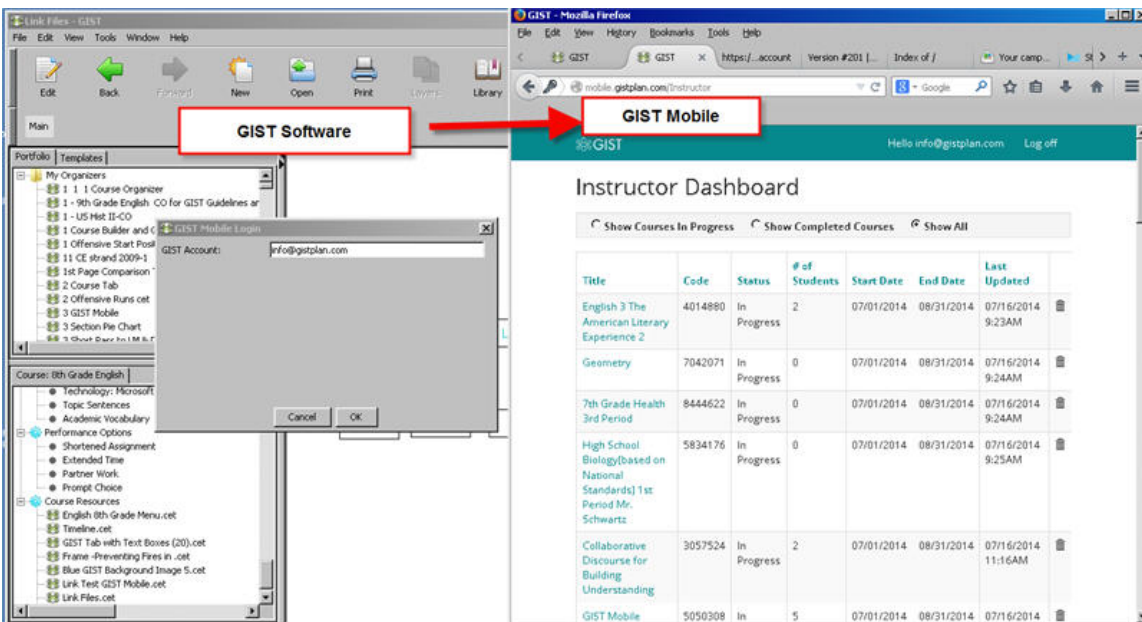 Link Files - GIST
File Edit View Tools Window Help
Edit Back Forward New Open Print Layers Library
Main
GIST Software
Portfolio Templates
My Organizers
1 1 1 Course Organizer
1 - 9th Grade English CO for GIST Guidelines ar
1 - US Hist II-CO
1 Course Builder and C
1 Offensive Start Posi
11 CE strand 2009-1
1st Page Comparison
2 Course Tab
2 Offensive Runs cet
3 GIST Mobile
3 Section Pie Chart
GIST Mobile Login
GIST Account: info@gistplan.com
Cancel OK
Course: 8th Grade English
Technology: Microsoft
Topic Sentences
Academic Vocabulary
Performance Options
Shortened Assignment
Extended Time
Partner Work
Prompt Choice
Course Resources
English 8th Grade Menu.cet
Timeline.cet
GIST Tab with Text Boxes (20).cet
Frame -Preventing Fires in .cet
Blue GIST Background Image 5.cet
Link Test GIST Mobile.cet
Link Files.cet
GIST - Mozilla Firefox
File Edit View History Bookmarks Tools Help
GIST GIST x https:/...account Version #201 |... Index of / Your camp...
mobile.gistplan.com/Instructor 8 - Google
GIST Mobile
GIST Hello info@gistplan.com Log off
Instructor Dashboard
Show Courses In Progress Show Completed Courses Show All
Title Code Status # of Students Start Date End Date Last Updated
English 3 The American Literary Experience 2 4014880 In Progress 2 07/01/2014 08/31/2014 07/16/2014 9:23AM
Geometry 7042071 In Progress 0 07/01/2014 08/31/2014 07/16/2014 9:24AM
7th Grade Health 3rd Period 8444622 In Progress 0 07/01/2014 08/31/2014 07/16/2014 9:24AM
High School Biology[based on National Standards] 1st Period Mr. Schwartz 5834176 In Progress 0 07/01/2014 08/31/2014 07/16/2014 9:25AM
Collaborative Discourse for Building Understanding 3057524 In Progress 2 07/01/2014 08/31/2014 07/16/2014 11:16AM
GIST Mobile 5050308 In 5 07/01/2014 08/31/2014 07/16/2014